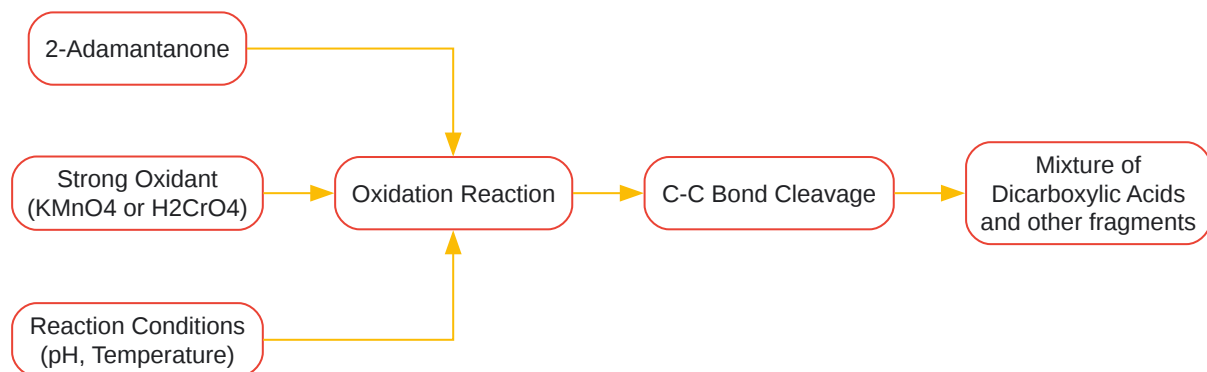 2-Adamantanone
Strong Oxidant
(KMnO4 or H2CrO4)
Oxidation Reaction
C-C Bond Cleavage
Mixture of
Dicarboxylic Acids
and other fragments
Reaction Conditions
(pH, Temperature)